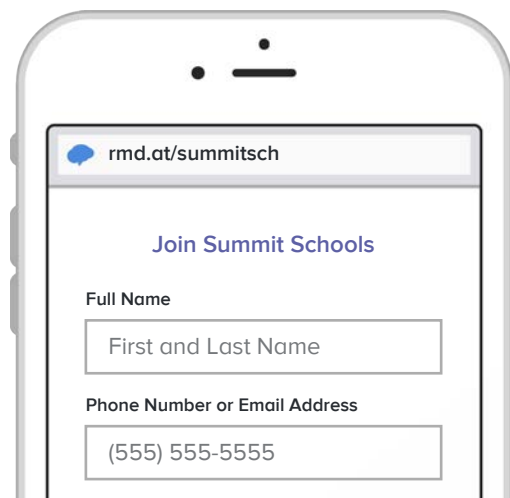 rmd.at/summitsch
Join Summit Schools
Full Name
First and Last Name
Phone Number or Email Address
(555) 555-5555